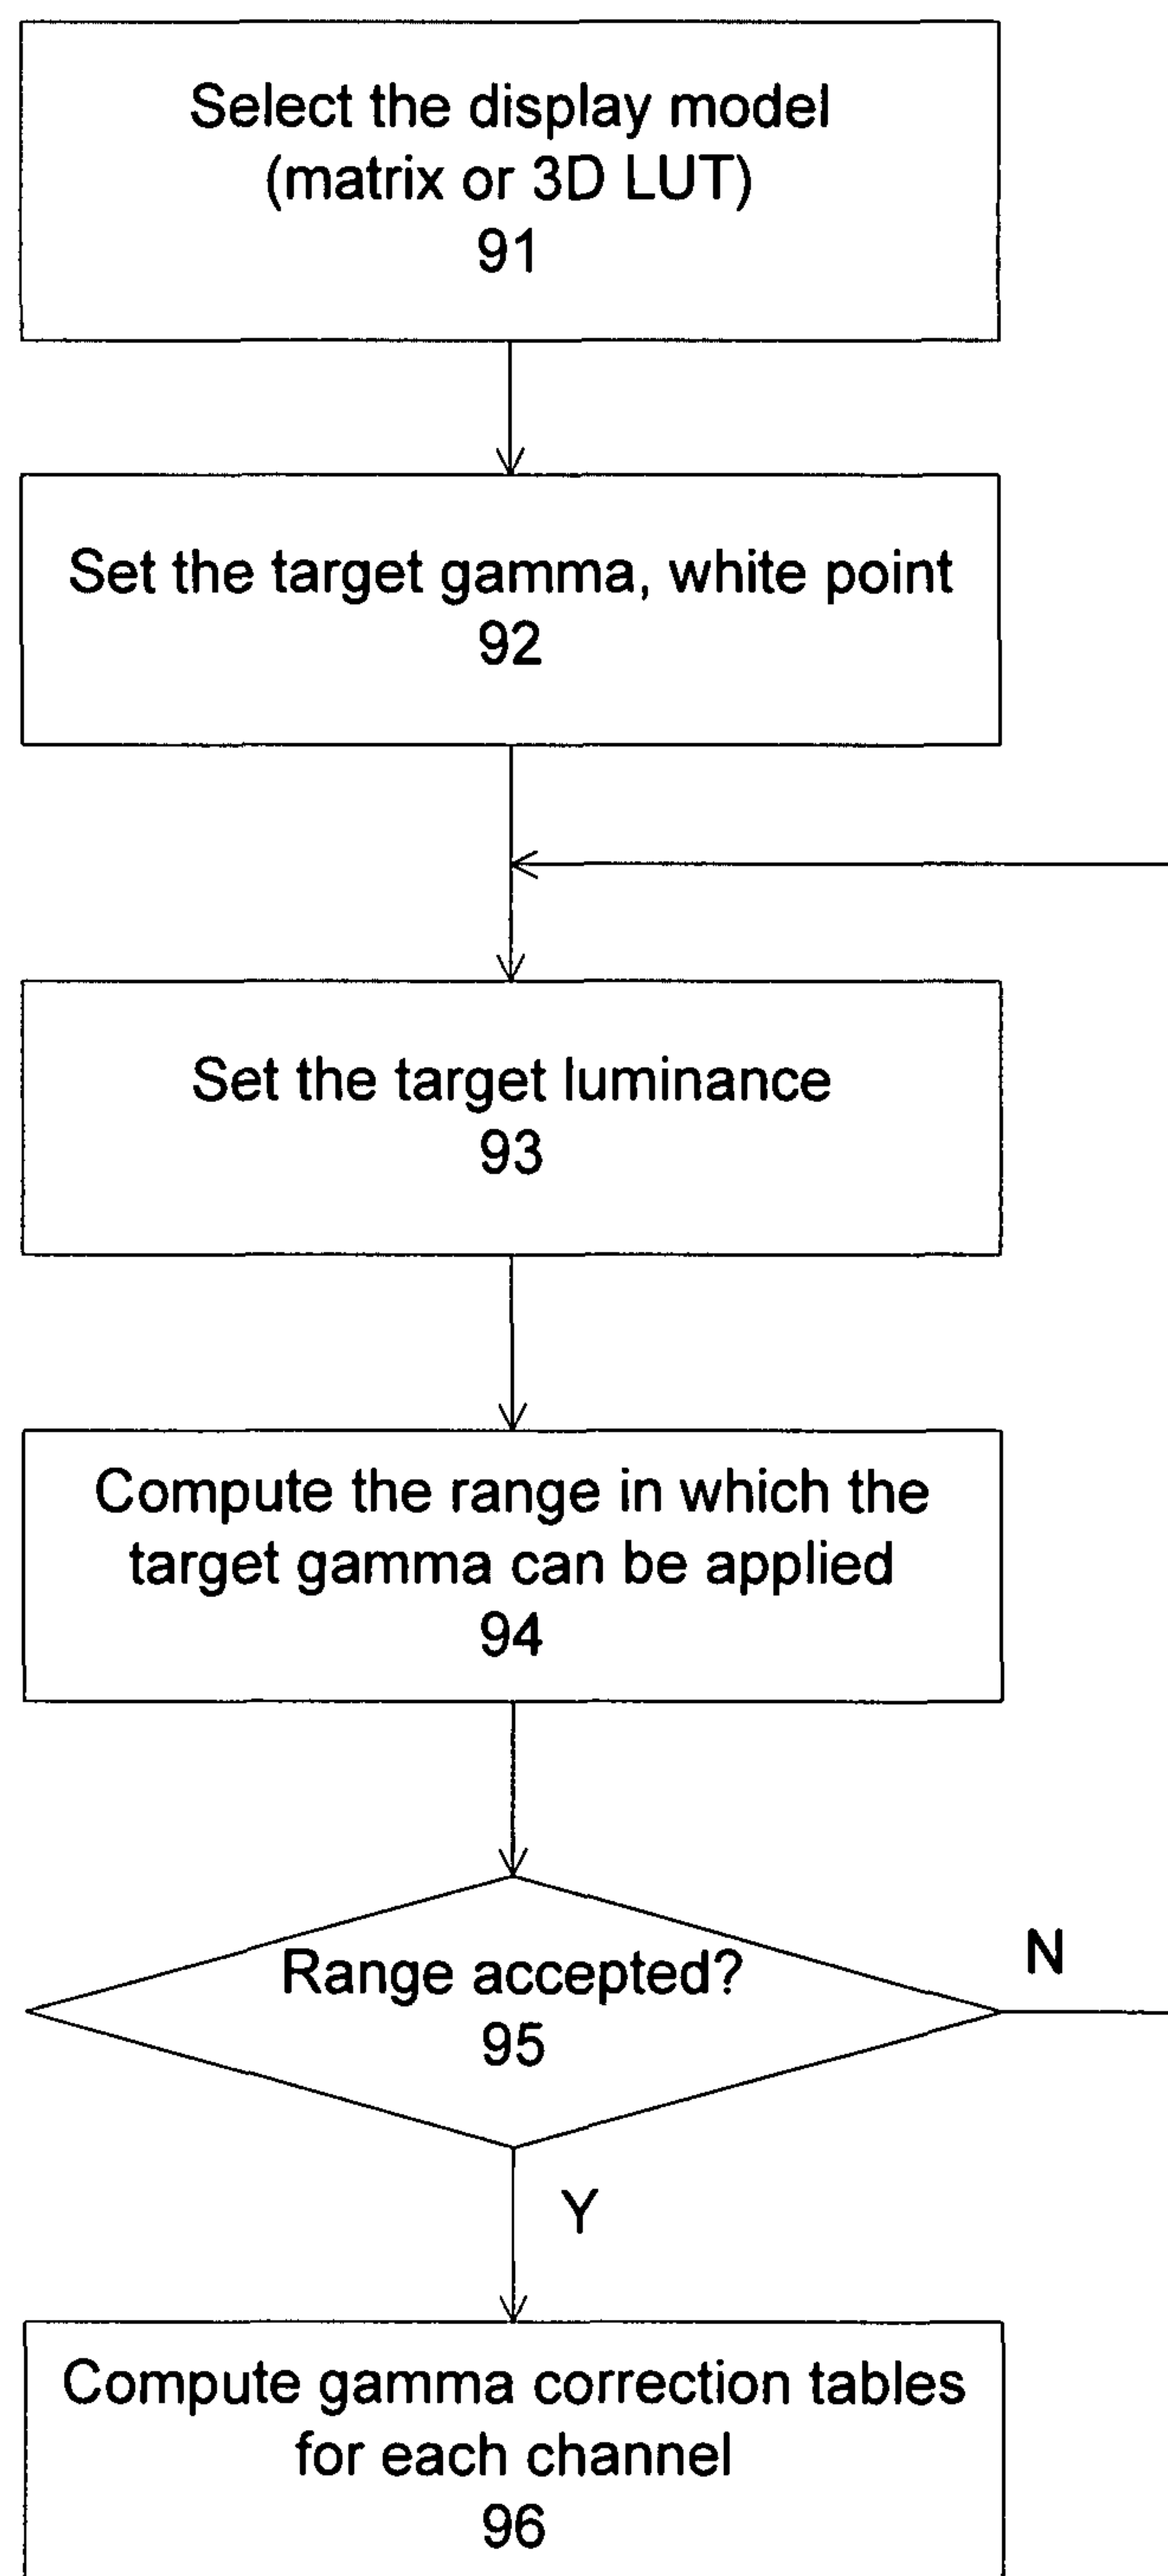 Select the display model
(matrix or 3D LUT)
91
Set the target gamma, white point
92
Set the target luminance
93
Compute the range in which the
target gamma can be applied
94
Range accepted?
95
N
Y
Compute gamma correction tables
for each channel
96